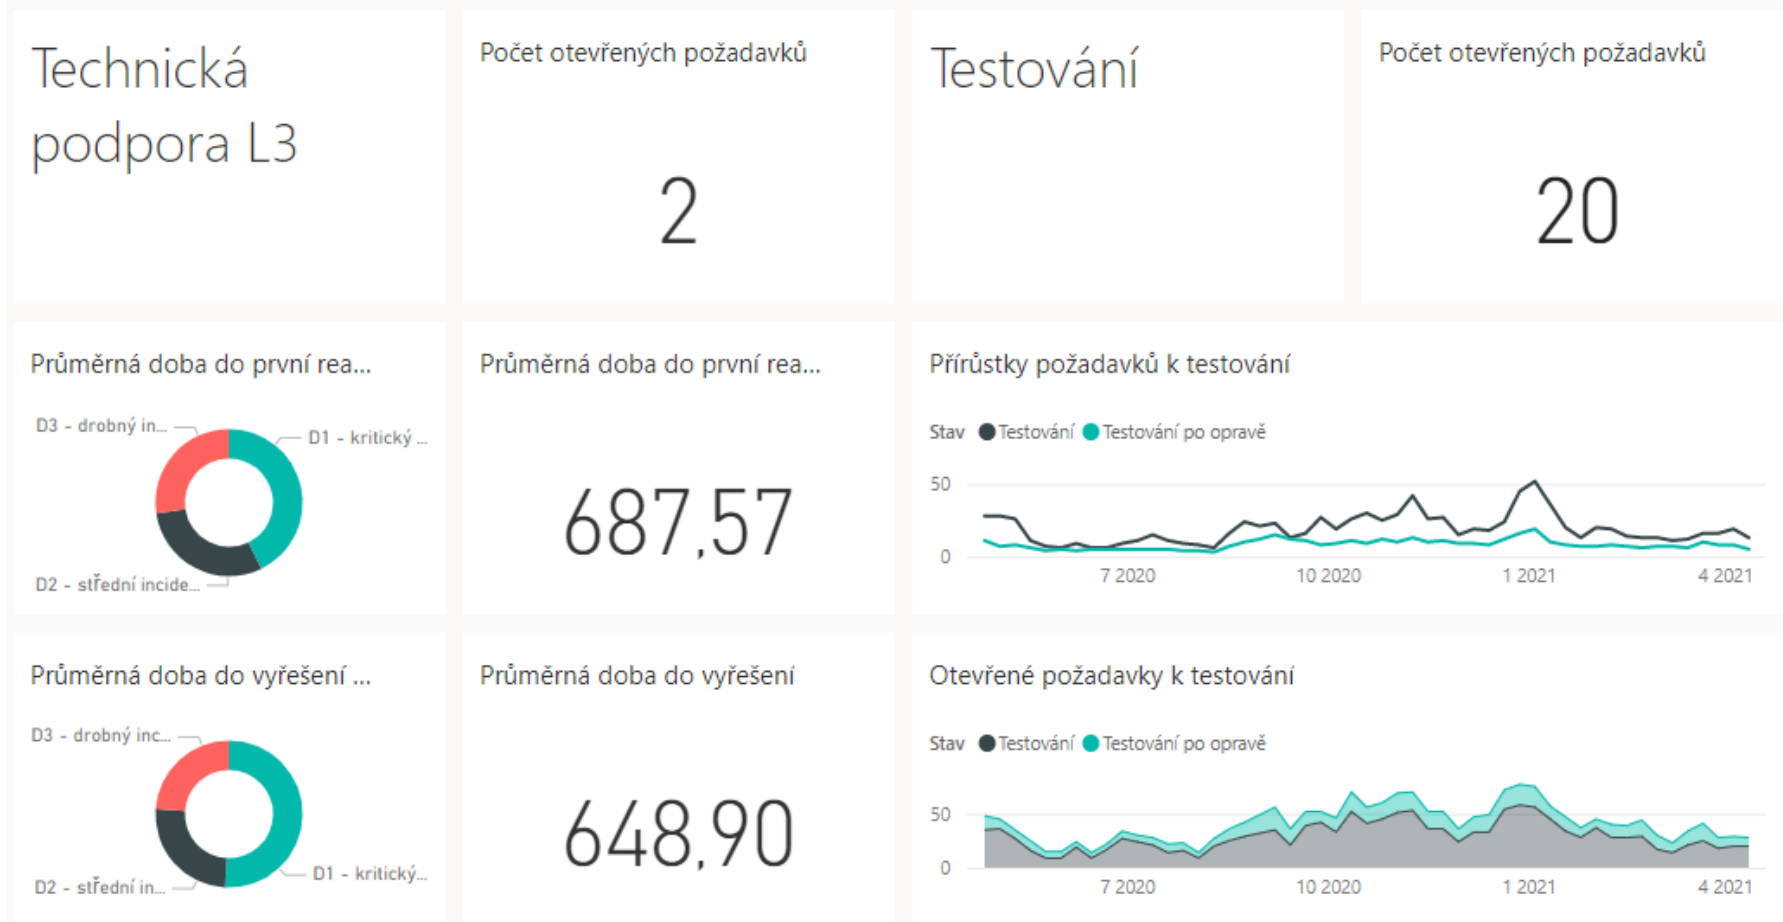 Technická
podpora L3
Počet otevřených požadavků
2
Testování
Počet otevřených požadavků
20
Průměrná doba do první rea...
D3 - drobný in...
D1 - kritický ...
D2 - střední incide...
Průměrná doba do první rea...
687,57
Přírůstky požadavků k testování
Stav Testování Testování po opravě
50
0
7 2020 10 2020 1 2021 4 2021
Průměrná doba do vyřešení ...
D3 - drobný inc...
D1 - kritický...
D2 - střední in...
Průměrná doba do vyřešení
648,90
Otevřené požadavky k testování
Stav Testování Testování po opravě
50
0
7 2020 10 2020 1 2021 4 2021